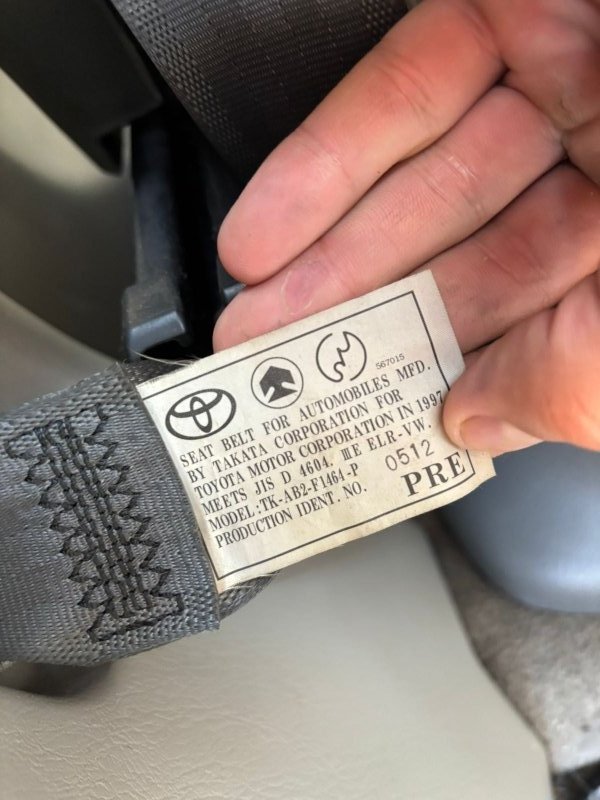 567015
SEAT BELT FOR AUTOMOBILES MFD.
BY TAKATA CORPORATION FOR
TOYOTA MOTOR CORPORATION IN 1997
MEETS JIS D 4604. ⅢE ELR-VW.
MODEL:TK-AB2-F1464-P
PRODUCTION IDENT. NO. 0512
PRE